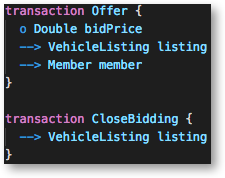 transaction Offer {
  o Double bidPrice
  --> VehicleListing listing
  --> Member member
}

transaction CloseBidding {
  --> VehicleListing listing
}